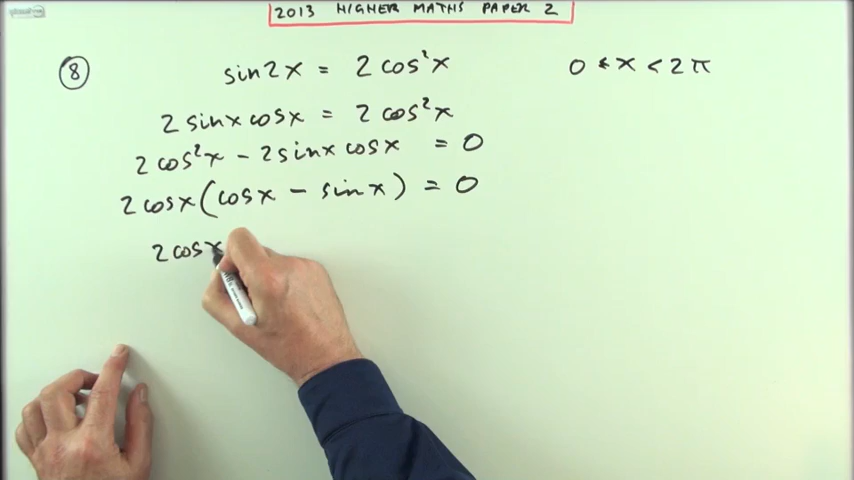 2013 HIGHER MATHS PAPER 2
8 sin2x = 2cos²x 0 < x < 2π
2sinxcosx = 2cos²x
2cos²x - 2sinxcosx = 0
2cosx(cosx - sinx) = 0
2cosx